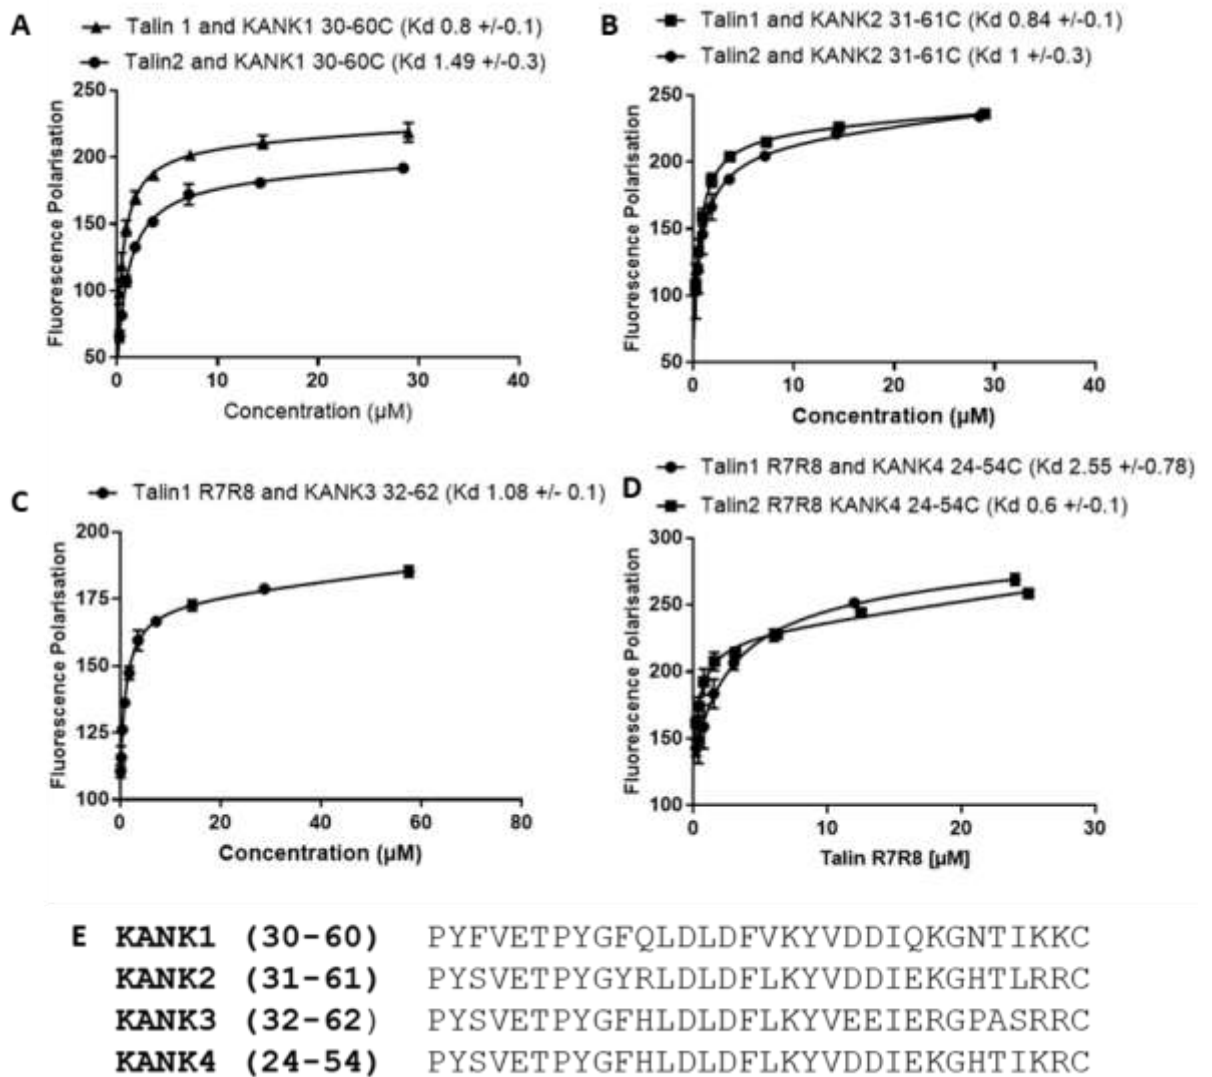 A
Talin 1 and KANK1 30-60C (Kd 0.8 +/-0.1)
Talin2 and KANK1 30-60C (Kd 1.49 +/-0.3)
250
200
150
100
50
Fluorescence Polarisation
0 10 20 30 40
Concentration (µM)
B
Talin1 and KANK2 31-61C (Kd 0.84 +/-0.1)
Talin2 and KANK2 31-61C (Kd 1 +/-0.3)
250
200
150
100
50
Fluorescence Polarisation
0 10 20 30 40
Concentration (µM)
C
Talin1 R7R8 and KANK3 32-62 (Kd 1.08 +/- 0.1)
200
175
150
125
100
Fluorescence Polarisation
0 20 40 60 80
Concentration (µM)
D
Talin1 R7R8 and KANK4 24-54C (Kd 2.55 +/-0.78)
Talin2 R7R8 KANK4 24-54C (Kd 0.6 +/-0.1)
300
250
200
150
100
Fluorescence Polarisation
0 10 20 30
Talin R7R8 [µM]
E KANK1 (30-60) PYFVETPYGFQLDLDFVKYVDDIQKGNTIKKC
KANK2 (31-61) PYSVETPYGYRLDLDFLKYVDDIEKGHTLRRC
KANK3 (32-62) PYSVETPYGFHLDLDFLKYVEEIERGPASRRC
KANK4 (24-54) PYSVETPYGFHLDLDFLKYVDDIEKGHTIKRC